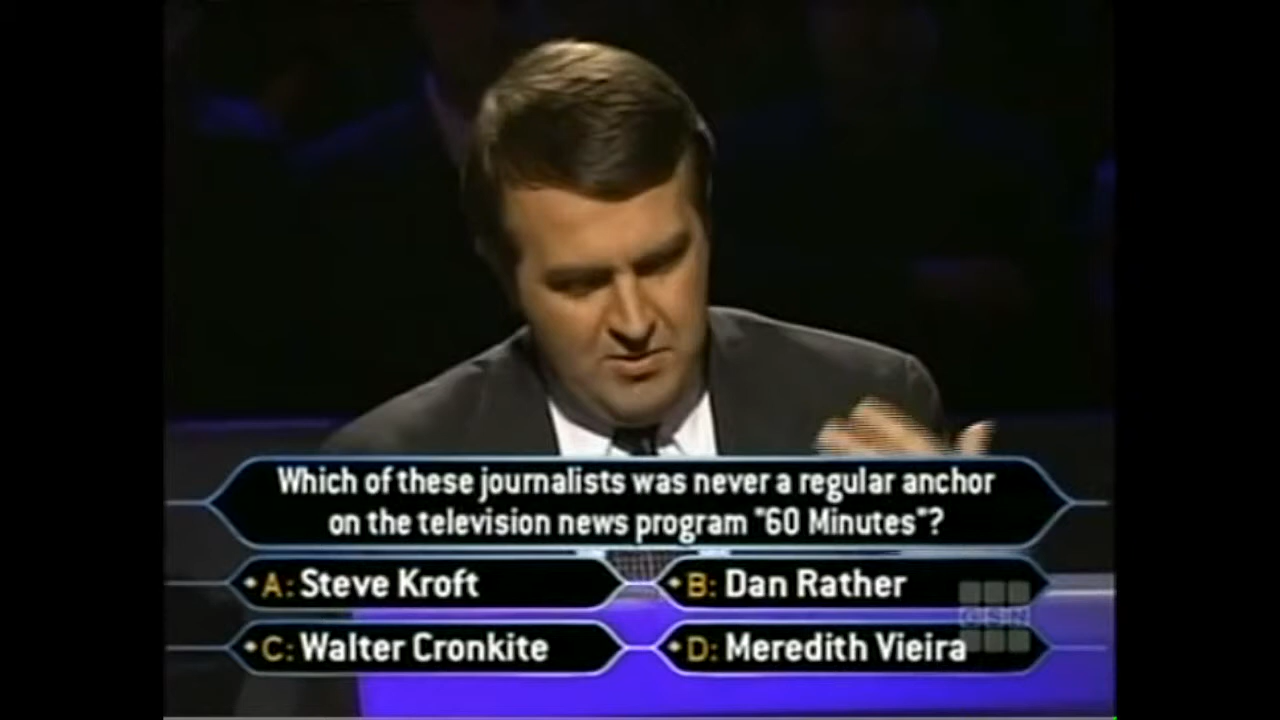 Which of these journalists was never a regular anchor
on the television news program "60 Minutes"?
A: Steve Kroft
B: Dan Rather
C: Walter Cronkite
D: Meredith Vieira
GSN